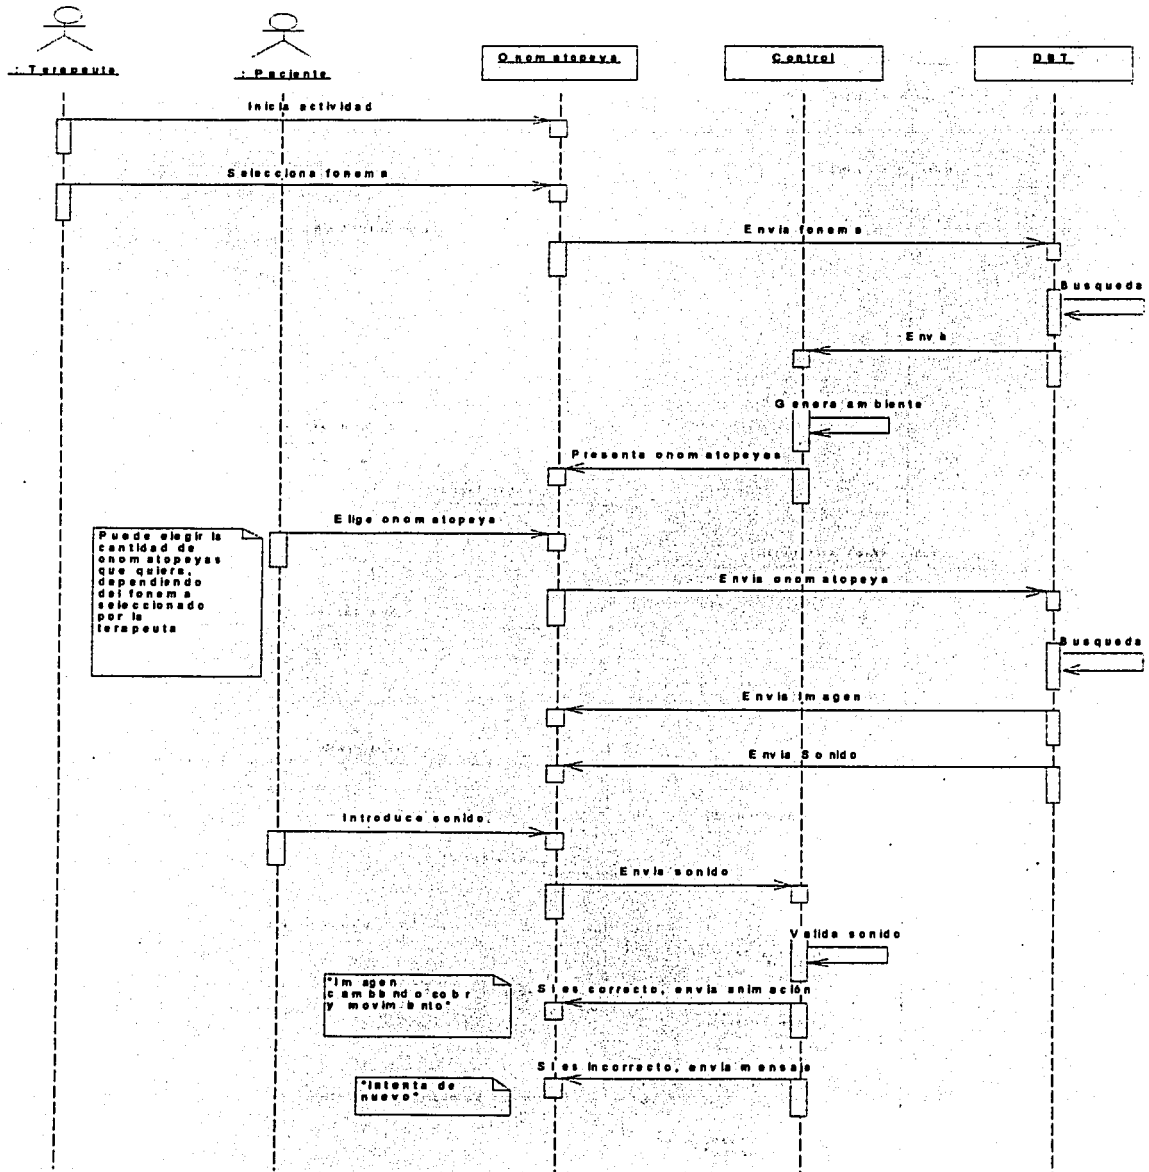 : Terapeuta
: Paciente
Onomatopeya
Control
DBT
Inicia actividad
Selecciona fonema
Envia fonema
Busqueda
Envia
Genera ambiente
Presenta onomatopeyas
Elige onomatopeya
Puede elegir la
cantidad de
onomatopeyas
que quiera,
dependiendo
del fonema
seleccionado
por la
terapeuta
Envia onomatopeya
Busqueda
Envia Imagen
Envia Sonido
Introduce sonido.
Envia sonido
Valida sonido
"Imagen
cambiando color
y movimiento"
Si es correcto, envia animación
Si es incorrecto, envia mensaje
"Intenta de
nuevo"